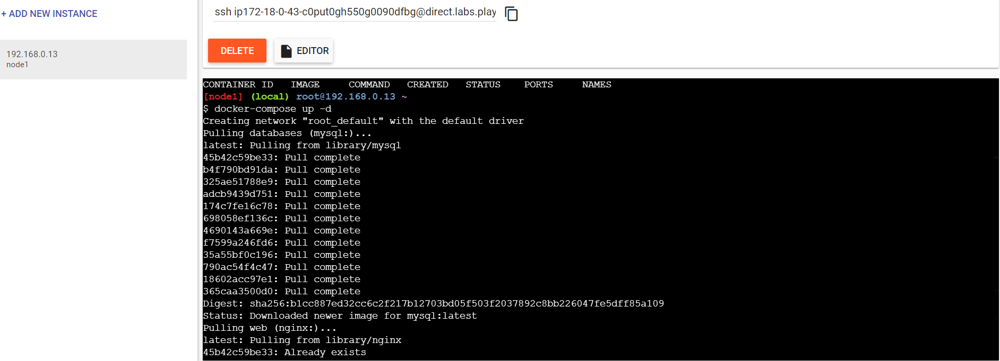 + ADD NEW INSTANCE
192.168.0.13
node1
ssh ip172-18-0-43-c0put0gh550g0090dfbg@direct.labs.play
DELETE
EDITOR
CONTAINER ID   IMAGE     COMMAND   CREATED   STATUS    PORTS     NAMES
[node1] (local) root@192.168.0.13 ~
$ docker-compose up -d
Creating network "root_default" with the default driver
Pulling databases (mysql:)...
latest: Pulling from library/mysql
45b42c59be33: Pull complete
b4f790bd91da: Pull complete
325ae51788e9: Pull complete
adcb9439d751: Pull complete
174c7fe16c78: Pull complete
698058ef136c: Pull complete
4690143a669e: Pull complete
f7599a246fd6: Pull complete
35a55bf0c196: Pull complete
790ac54f4c47: Pull complete
18602acc97e1: Pull complete
365caa3500d0: Pull complete
Digest: sha256:b1cc887ed32cc6c2f217b12703bd05f503f2037892c8bb226047fe5dff85a109
Status: Downloaded newer image for mysql:latest
Pulling web (nginx:)...
latest: Pulling from library/nginx
45b42c59be33: Already exists